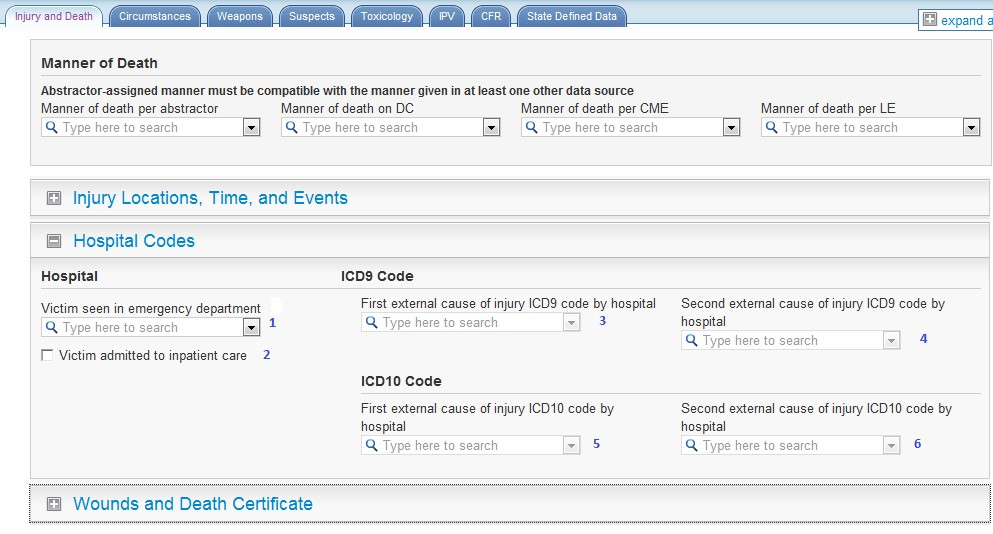 Injury and Death Circumstances Weapons Suspects Toxicology IPV CFR State Defined Data
expand a
Manner of Death
Abstractor-assigned manner must be compatible with the manner given in at least one other data source
Manner of death per abstractor Manner of death on DC Manner of death per CME Manner of death per LE
Type here to search Type here to search Type here to search Type here to search
Injury Locations, Time, and Events
Hospital Codes
Hospital
Victim seen in emergency department
Type here to search 1
Victim admitted to inpatient care 2
ICD9 Code
First external cause of injury ICD9 code by hospital
Type here to search 3
Second external cause of injury ICD9 code by
hospital
Type here to search 4
ICD10 Code
First external cause of injury ICD10 code by
hospital
Type here to search 5
Second external cause of injury ICD10 code by
hospital
Type here to search 6
Wounds and Death Certificate